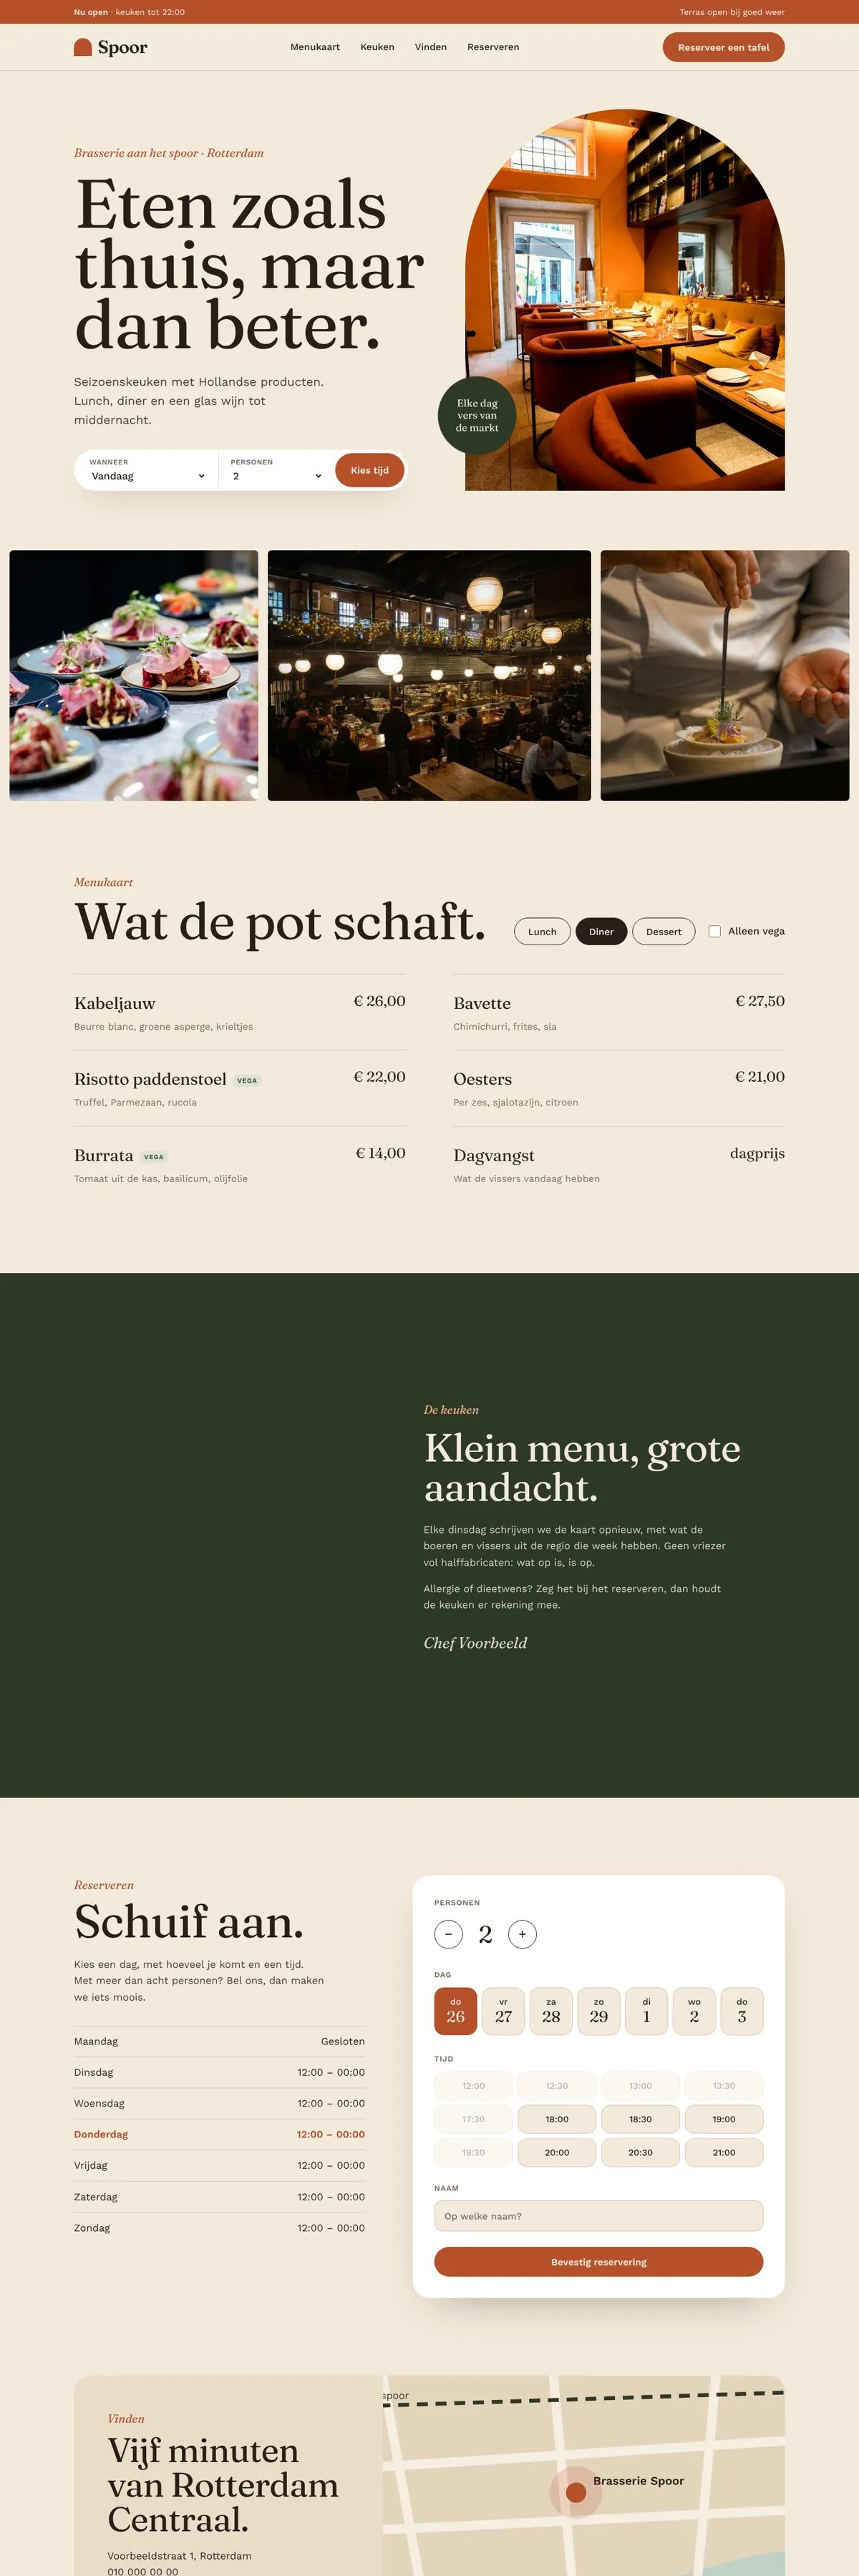 Nu open · keuken tot 22:00
Terras open bij goed weer
Spoor
Menukaart
Keuken
Vinden
Reserveren
Reserveer een tafel
Brasserie aan het spoor · Rotterdam
Eten zoals
thuis, maar
dan beter.
Seizoenskeuken met Hollandse producten.
Lunch, diner en een glas wijn tot
middernacht.
WANNEER
Vandaag
PERSONEN
2
Kies tijd
Elke dag
vers van
de markt
Menukaart
Wat de pot schaft.
Lunch
Diner
Dessert
Alleen vega
Kabeljauw
€ 26,00
Beurre blanc, groene asperge, krieltjes
Bavette
€ 27,50
Chimichurri, frites, sla
Risotto paddenstoel VEGA
€ 22,00
Truffel, Parmezaan, rucola
Oesters
€ 21,00
Per zes, sjalotazijn, citroen
Burrata VEGA
€ 14,00
Tomaat uit de kas, basilicum, olijfolie
Dagvangst
dagprijs
Wat de vissers vandaag hebben
De keuken
Klein menu, grote
aandacht.
Elke dinsdag schrijven we de kaart opnieuw, met wat de
boeren en vissers uit de regio die week hebben. Geen vriezer
vol halffabricaten: wat op is, is op.
Allergie of dieetwens? Zeg het bij het reserveren, dan houdt
de keuken er rekening mee.
Chef Voorbeeld
Reserveren
Schuif aan.
Kies een dag, met hoeveel je komt en een tijd.
Met meer dan acht personen? Bel ons, dan maken
we iets moois.
Maandag Gesloten
Dinsdag 12:00 – 00:00
Woensdag 12:00 – 00:00
Donderdag 12:00 – 00:00
Vrijdag 12:00 – 00:00
Zaterdag 12:00 – 00:00
Zondag 12:00 – 00:00
PERSONEN
− 2 +
DAG
do vr za zo di wo do
26 27 28 29 1 2 3
TIJD
12:00 12:30 13:00 13:30
17:30 18:00 18:30 19:00
19:30 20:00 20:30 21:00
NAAM
Op welke naam?
Bevestig reservering
Vinden
Vijf minuten
van Rotterdam
Centraal.
Voorbeeldstraat 1, Rotterdam
010 000 00 00
spoor
Brasserie Spoor